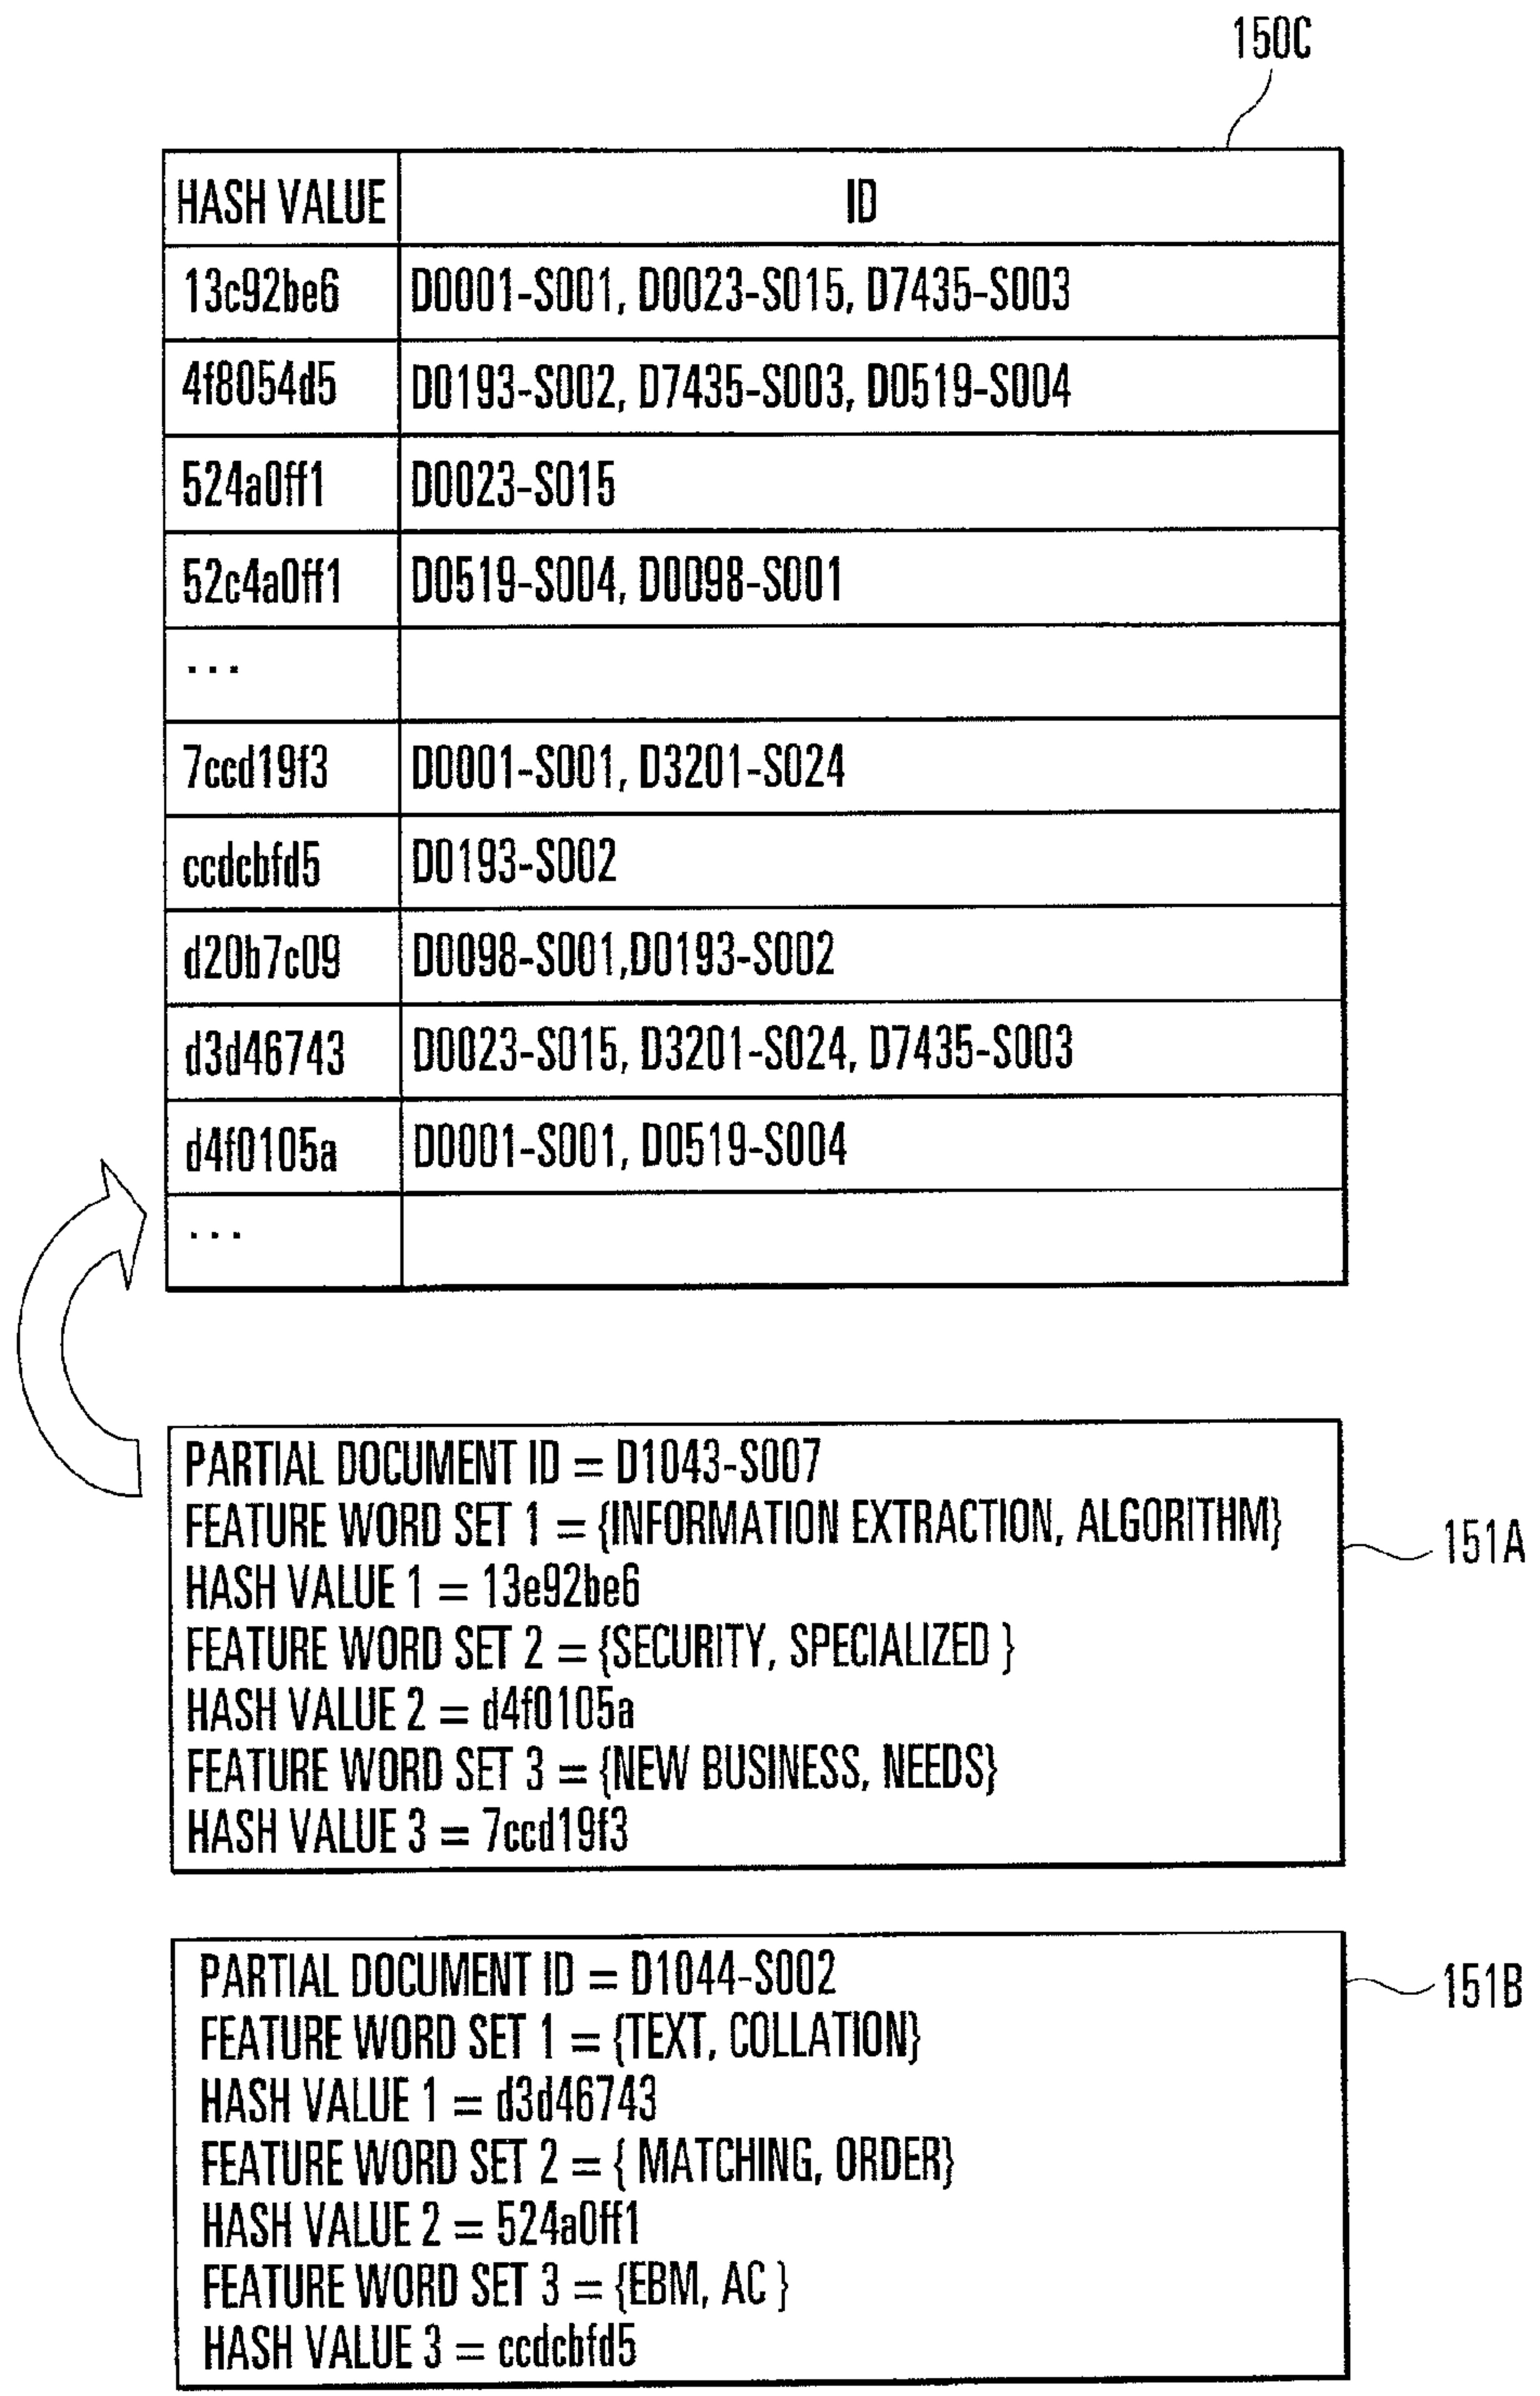 150C
HASH VALUE ID
13c92be6 D0001-S001, D0023-S015, D7435-S003
4f8054d5 D0193-S002, D7435-S003, D0519-S004
524a0ff1 D0023-S015
52c4a0ff1 D0519-S004, D0098-S001
...
7ccd19f3 D0001-S001, D3201-S024
ccdcbfd5 D0193-S002
d20b7c09 D0098-S001,D0193-S002
d3d46743 D0023-S015, D3201-S024, D7435-S003
d4f0105a D0001-S001, D0519-S004
...
PARTIAL DOCUMENT ID = D1043-S007
FEATURE WORD SET 1 = {INFORMATION EXTRACTION, ALGORITHM}
151A
HASH VALUE 1 = 13e92be6
FEATURE WORD SET 2 = {SECURITY, SPECIALIZED }
HASH VALUE 2 = d4f0105a
FEATURE WORD SET 3 = {NEW BUSINESS, NEEDS}
HASH VALUE 3 = 7ccd19f3
PARTIAL DOCUMENT ID = D1044-S002
151B
FEATURE WORD SET 1 = {TEXT, COLLATION}
HASH VALUE 1 = d3d46743
FEATURE WORD SET 2 = { MATCHING, ORDER}
HASH VALUE 2 = 524a0ff1
FEATURE WORD SET 3 = {EBM, AC }
HASH VALUE 3 = ccdcbfd5